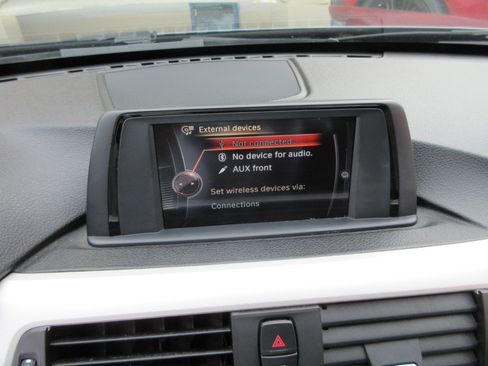 External devices
Not connected
No device for audio.
AUX front
Set wireless devices via:
Connections